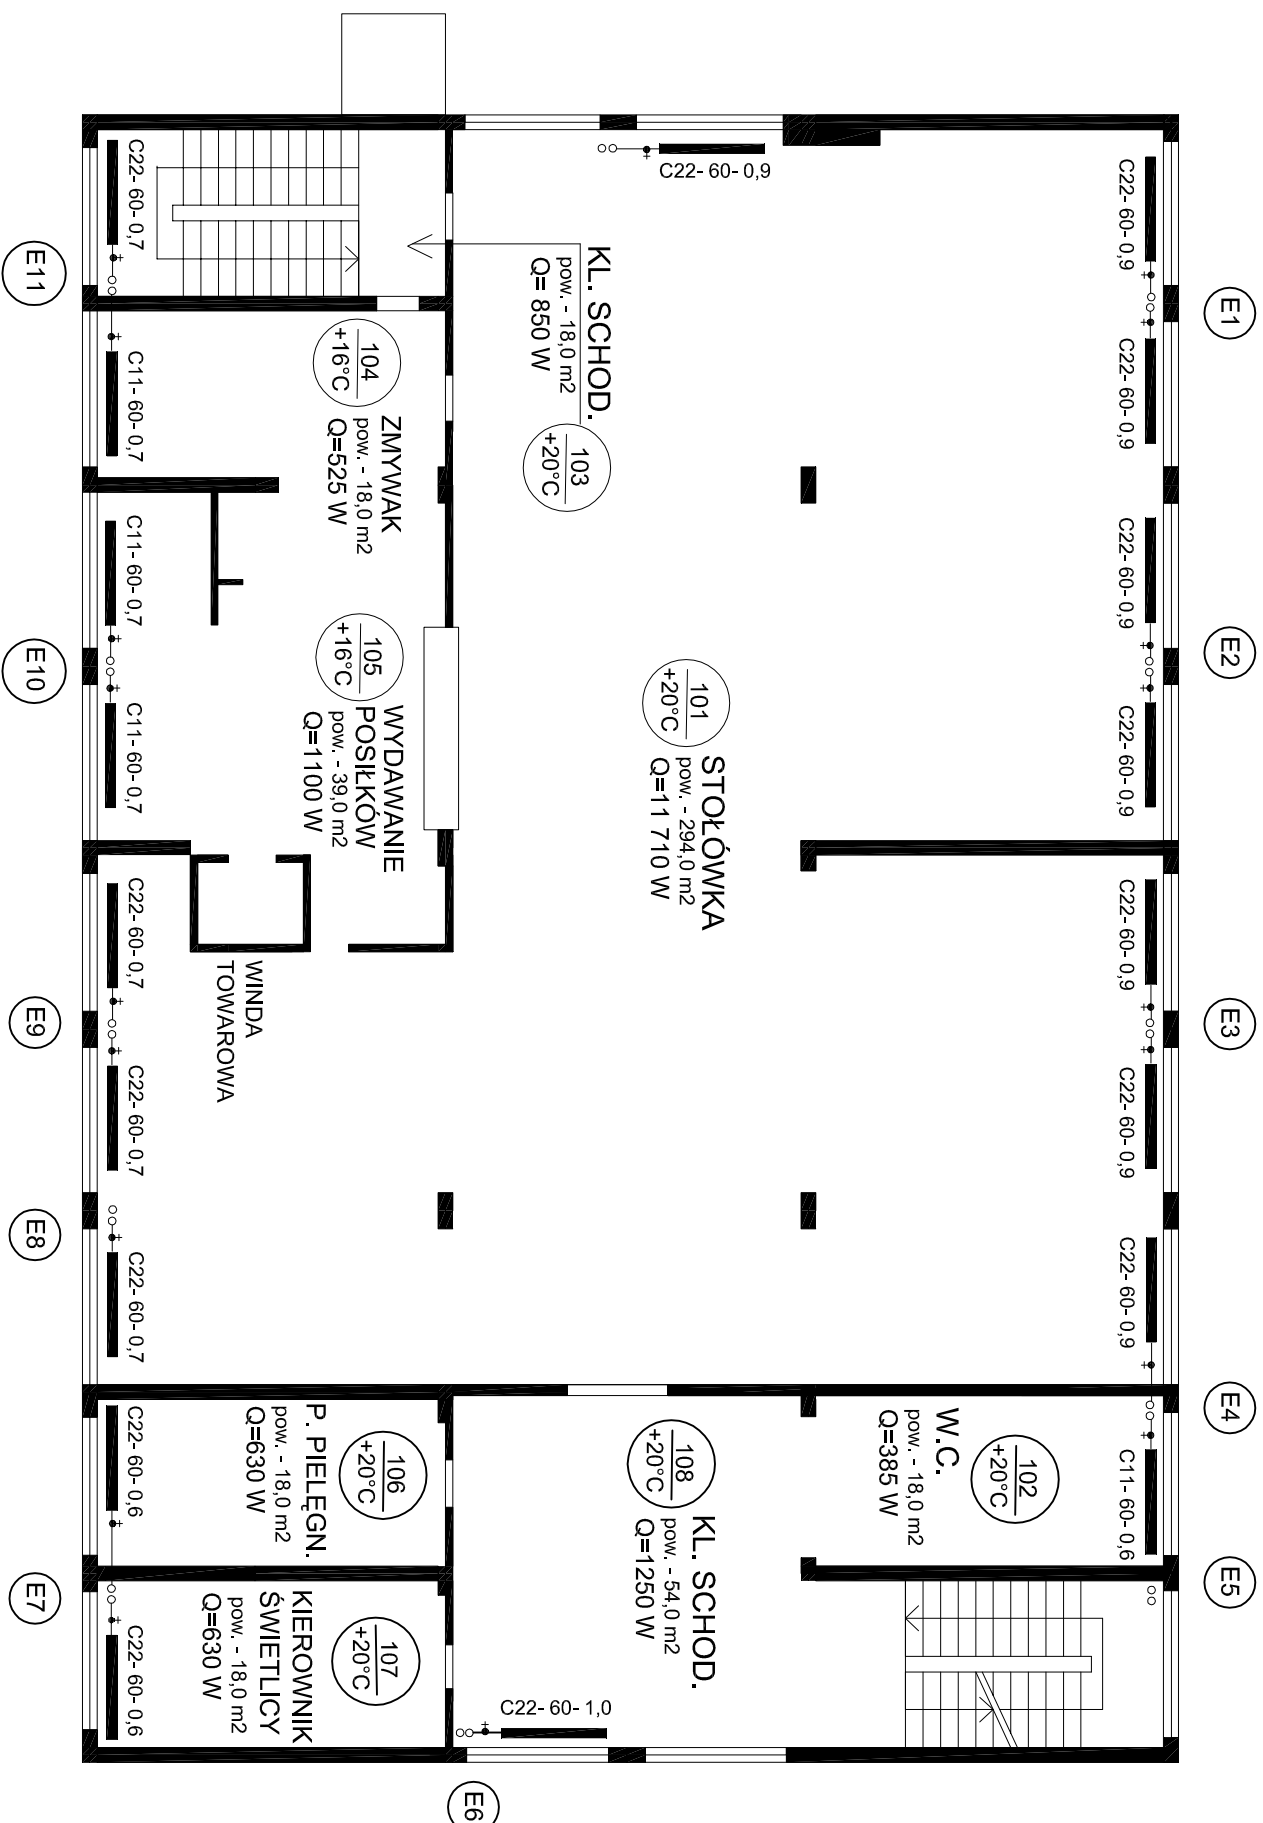 C22- 60- 0,9
C22- 60- 0,9
C22- 60- 0,9
C22- 60- 0,9
C22- 60- 0,9
C22- 60- 0,9
C22- 60- 0,9
C11- 60- 0,6
E1
E2
E3
E4
E5
C22- 60- 0,9
KL. SCHOD.
pow. - 18,0 m2
Q= 850 W
103
+20°C
101
+20°C
STOŁÓWKA
pow. - 294,0 m2
Q=11 710 W
102
+20°C
W.C.
pow. - 18,0 m2
Q=385 W
108
+20°C
KL. SCHOD.
pow. - 54,0 m2
Q=1250 W
C22- 60- 1,0
E6
104
+16°C
ZMYWAK
pow. - 18,0 m2
Q=525 W
105
+16°C
WYDAWANIE
POSIŁKÓW
pow. - 39,0 m2
Q=1100 W
WINDA
TOWAROWA
106
+20°C
P. PIELĘGN.
pow. - 18,0 m2
Q=630 W
107
+20°C
KIEROWNIK
ŚWIETLICY
pow. - 18,0 m2
Q=630 W
C22- 60- 0,7
C11- 60- 0,7
C11- 60- 0,7
C11- 60- 0,7
C22- 60- 0,7
C22- 60- 0,7
C22- 60- 0,7
C22- 60- 0,6
C22- 60- 0,6
E11
E10
E9
E8
E7